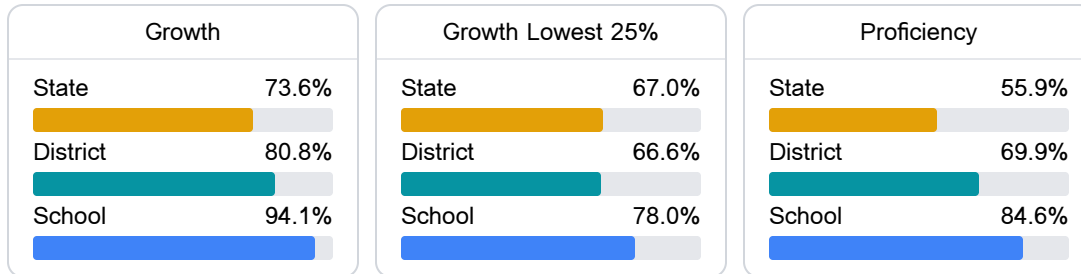 Growth
State 73.6%
District 80.8%
School 94.1%
Growth Lowest 25%
State 67.0%
District 66.6%
School 78.0%
Proficiency
State 55.9%
District 69.9%
School 84.6%